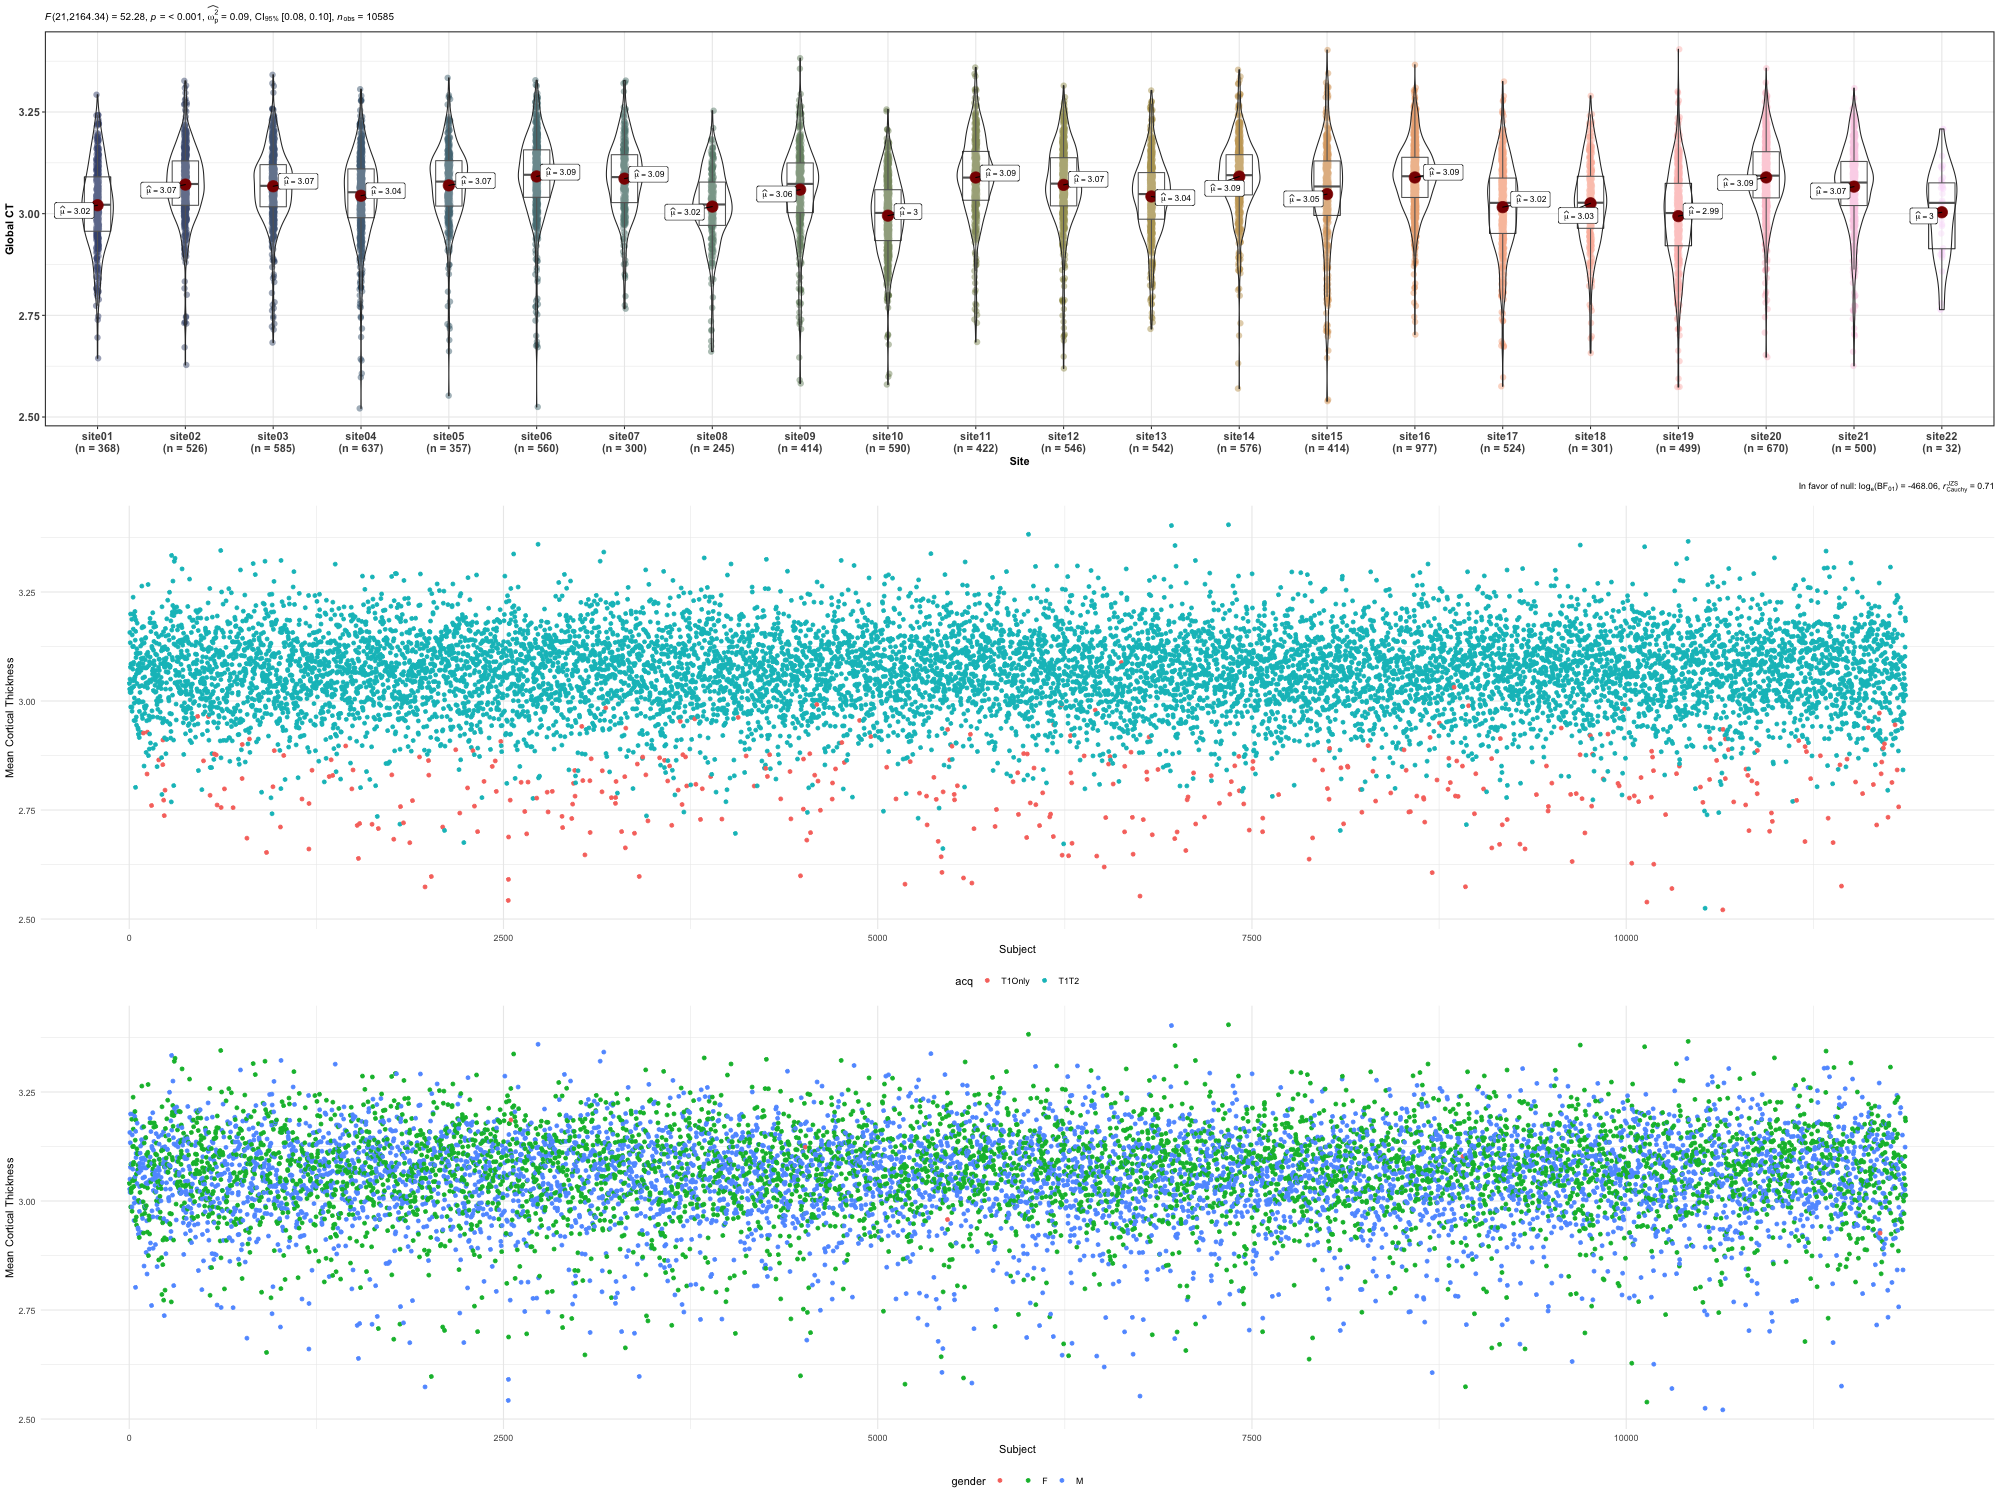 F(21,2164.34) = 52.28, p = < 0.001, ω̂²ₚ = 0.09, CI95% [0.08, 0.10], nobs = 10585
Global CT
3.25
3.00
2.75
2.50
μ̂ = 3.02
μ̂ = 3.07
μ̂ = 3.07
μ̂ = 3.04
μ̂ = 3.07
μ̂ = 3.09
μ̂ = 3.09
μ̂ = 3.02
μ̂ = 3.06
μ̂ = 3
μ̂ = 3.09
μ̂ = 3.07
μ̂ = 3.04
μ̂ = 3.09
μ̂ = 3.05
μ̂ = 3.09
μ̂ = 3.02
μ̂ = 3.03
μ̂ = 2.99
μ̂ = 3.09
μ̂ = 3.07
μ̂ = 3
site01 site02 site03 site04 site05 site06 site07 site08 site09 site10 site11 site12 site13 site14 site15 site16 site17 site18 site19 site20 site21 site22
(n = 368) (n = 526) (n = 585) (n = 637) (n = 357) (n = 560) (n = 300) (n = 245) (n = 414) (n = 590) (n = 422) (n = 546) (n = 542) (n = 576) (n = 414) (n = 977) (n = 524) (n = 301) (n = 499) (n = 670) (n = 500) (n = 32)
Site
In favor of null: loge(BF01) = -468.06, rJZS Cauchy = 0.71
Mean Cortical Thickness
3.25
3.00
2.75
2.50
0 2500 5000 7500 10000
Subject
acq T1Only T1T2
Mean Cortical Thickness
3.25
3.00
2.75
2.50
0 2500 5000 7500 10000
Subject
gender F M